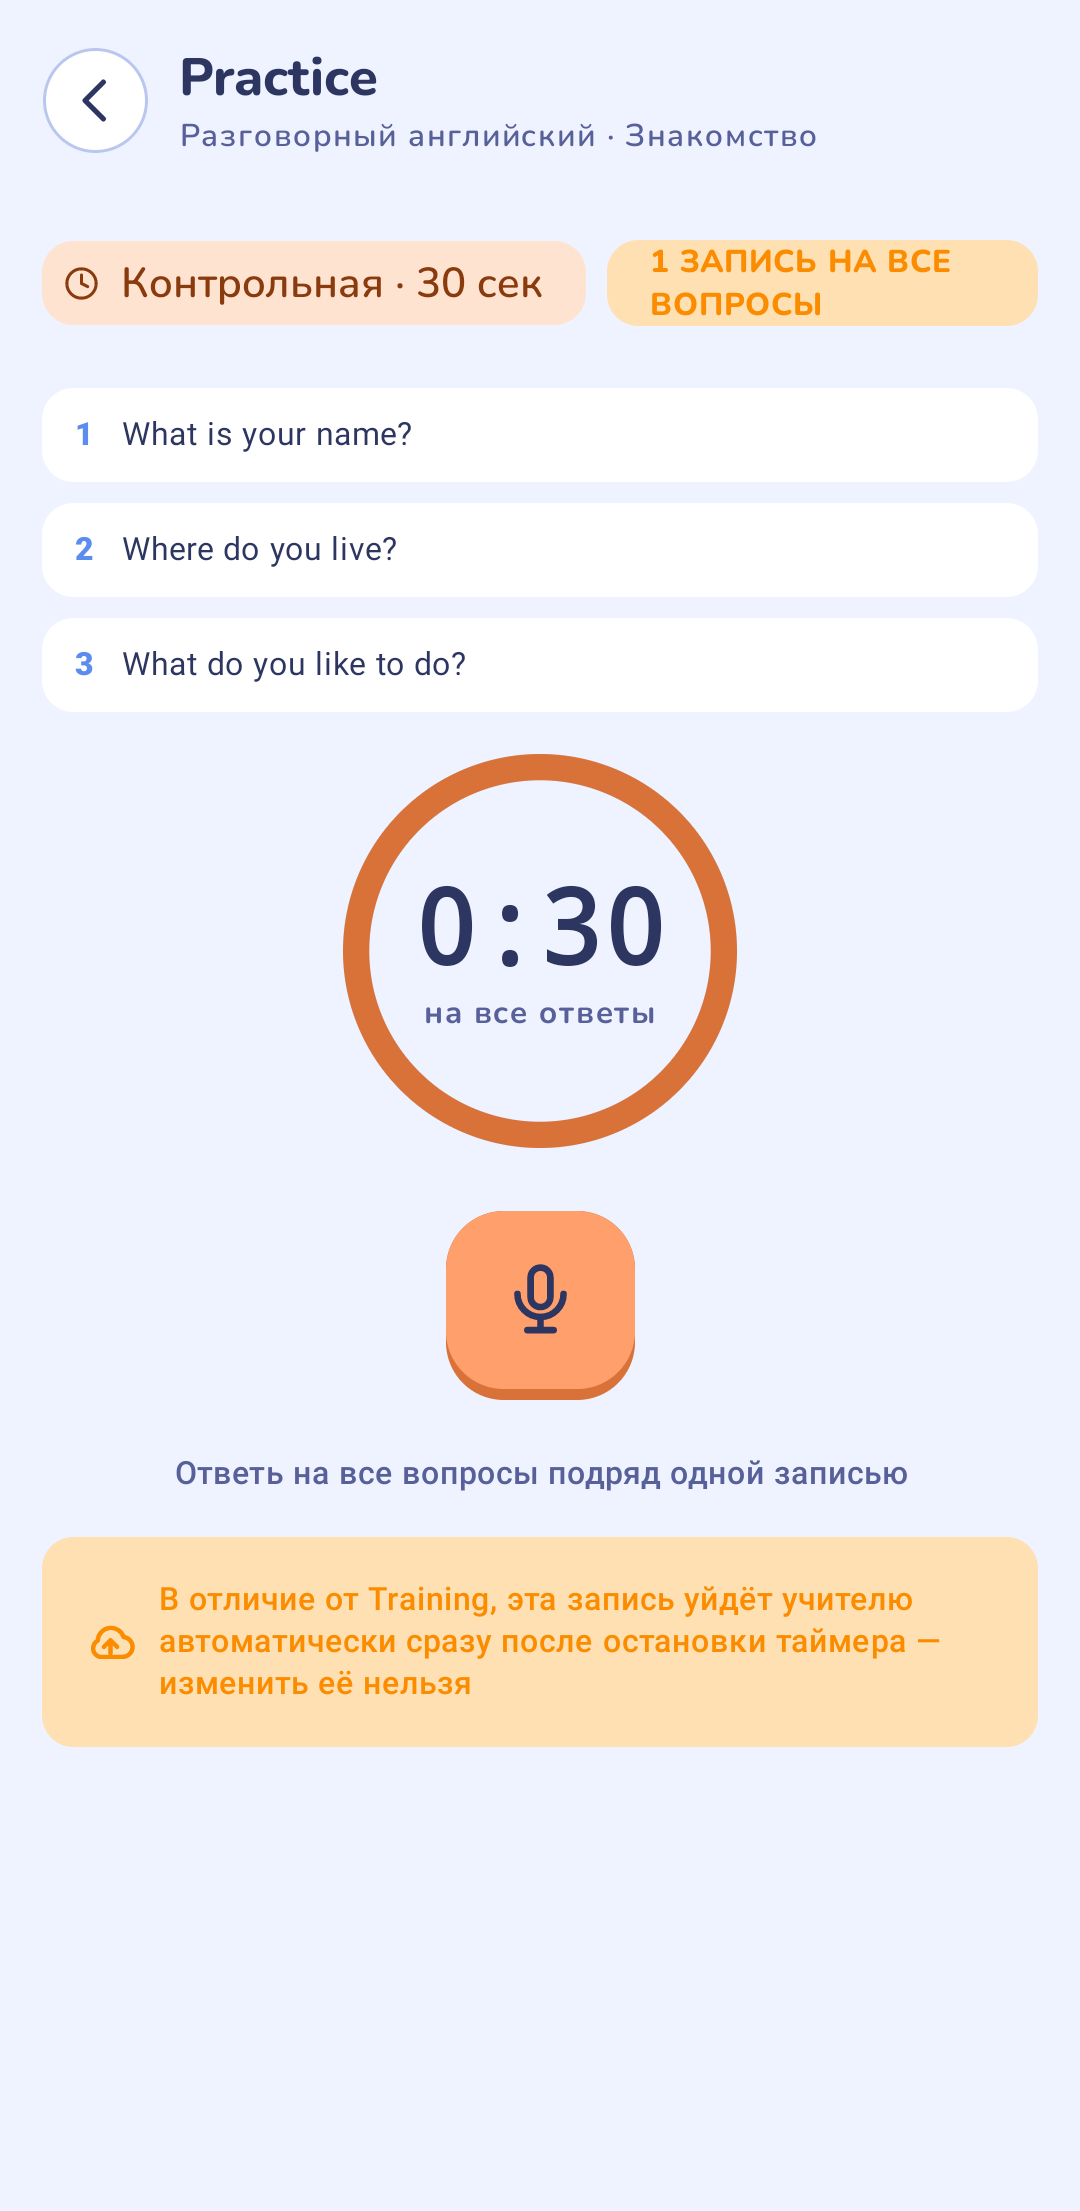 Practice
Разговорный английский · Знакомство
Контрольная · 30 сек
1 ЗАПИСЬ НА ВСЕ
ВОПРОСЫ
1 What is your name?
2 Where do you live?
3 What do you like to do?
0:30
на все ответы
Ответь на все вопросы подряд одной записью
В отличие от Training, эта запись уйдёт учителю
автоматически сразу после остановки таймера —
изменить её нельзя